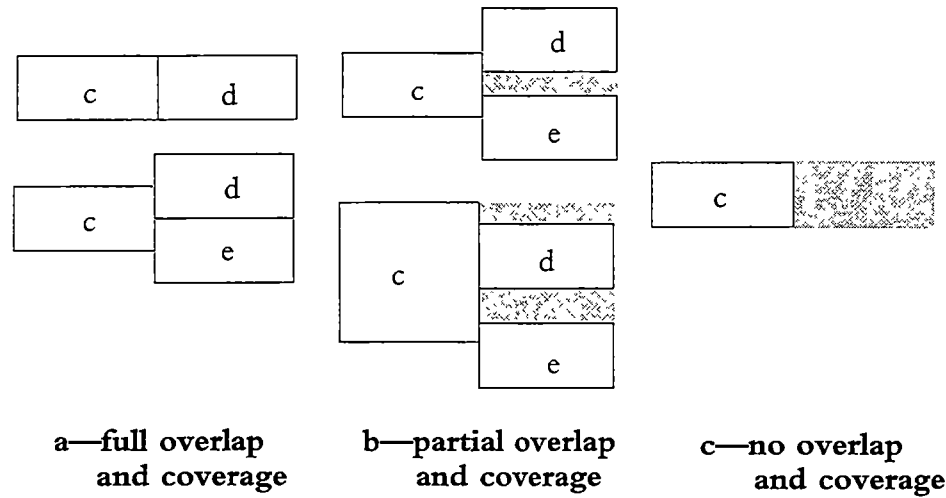 c d
c d
e
d
c
e
d
c
e
c
a—full overlap
and coverage
b—partial overlap
and coverage
c—no overlap
and coverage